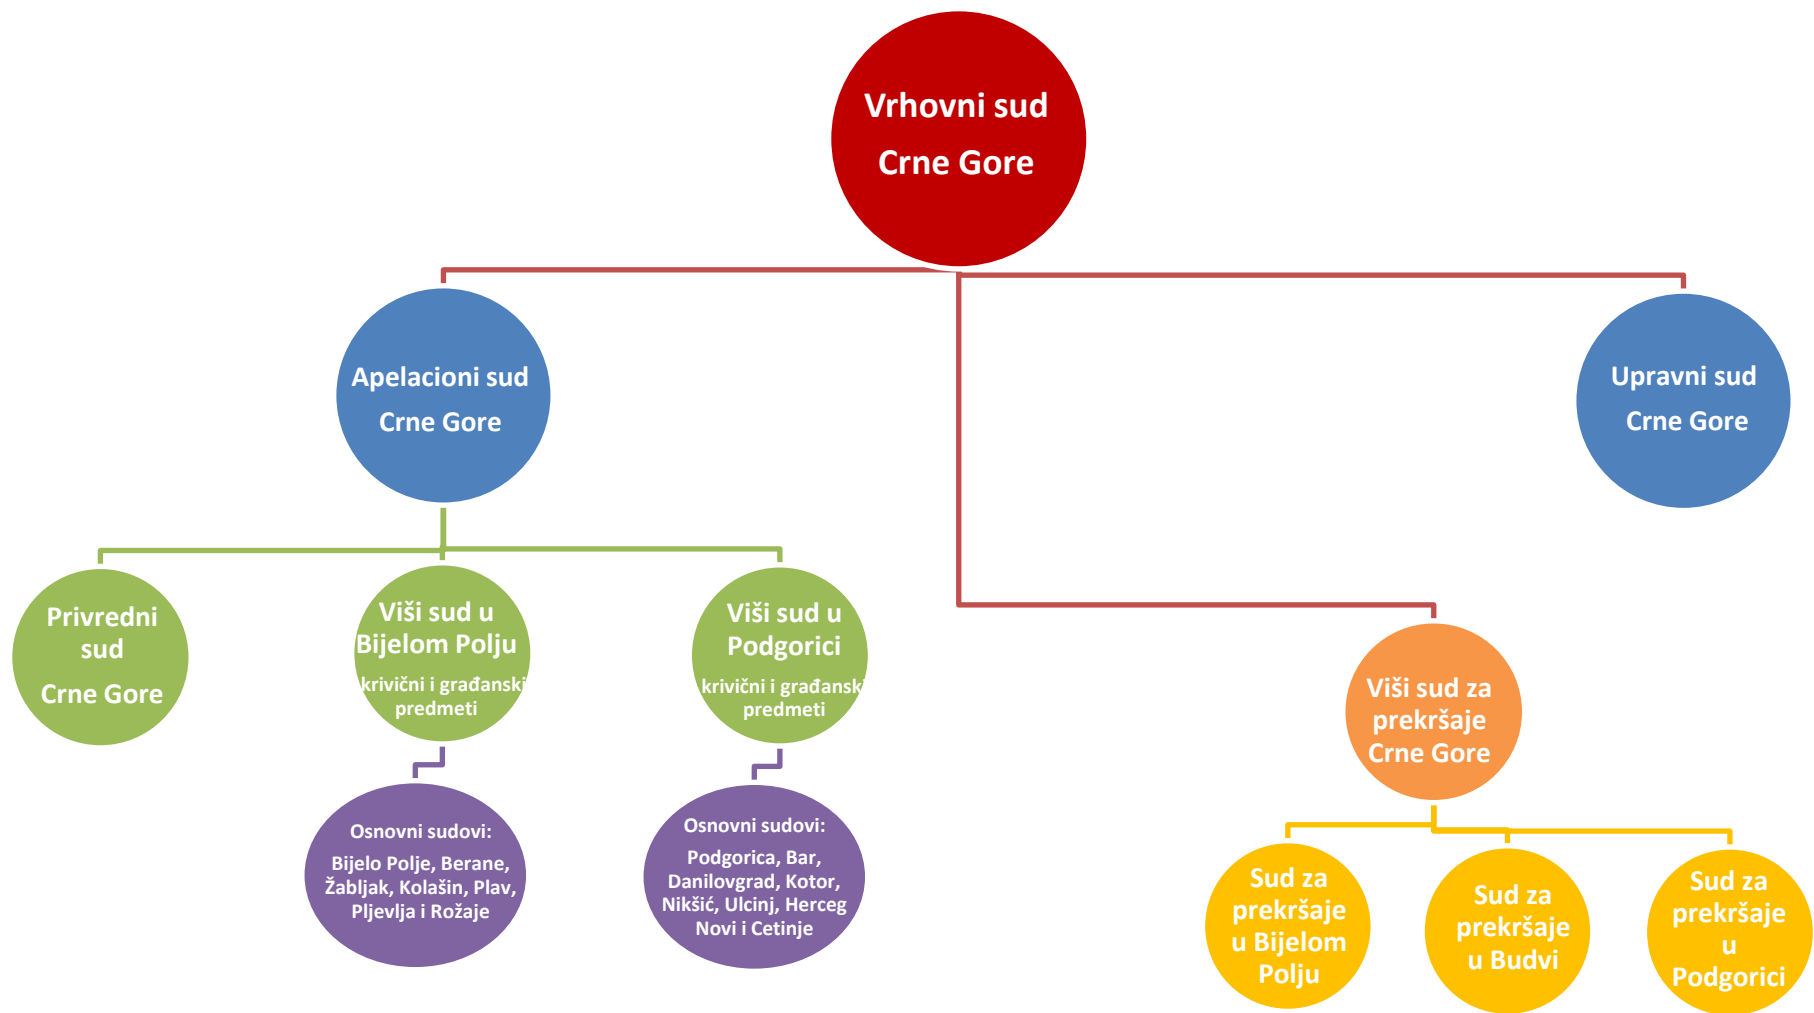 Vrhovni sud
Crne Gore
Apelacioni sud
Crne Gore
Upravni sud
Crne Gore
Privredni
sud
Crne Gore
Viši sud u
Bijelom Polju
krivični i građanski
predmeti
Viši sud u
Podgorici
krivični i građanski
predmeti
Viši sud za
prekršaje
Crne Gore
Osnovni sudovi:
Bijelo Polje, Berane,
Žabljak, Kolašin, Plav,
Pljevlja i Rožaje
Osnovni sudovi:
Podgorica, Bar,
Danilovgrad, Kotor,
Nikšić, Ulcinj, Herceg
Novi i Cetinje
Sud za
prekršaje
u Bijelom
Polju
Sud za
prekršaje
u Budvi
Sud za
prekršaje
u
Podgorici